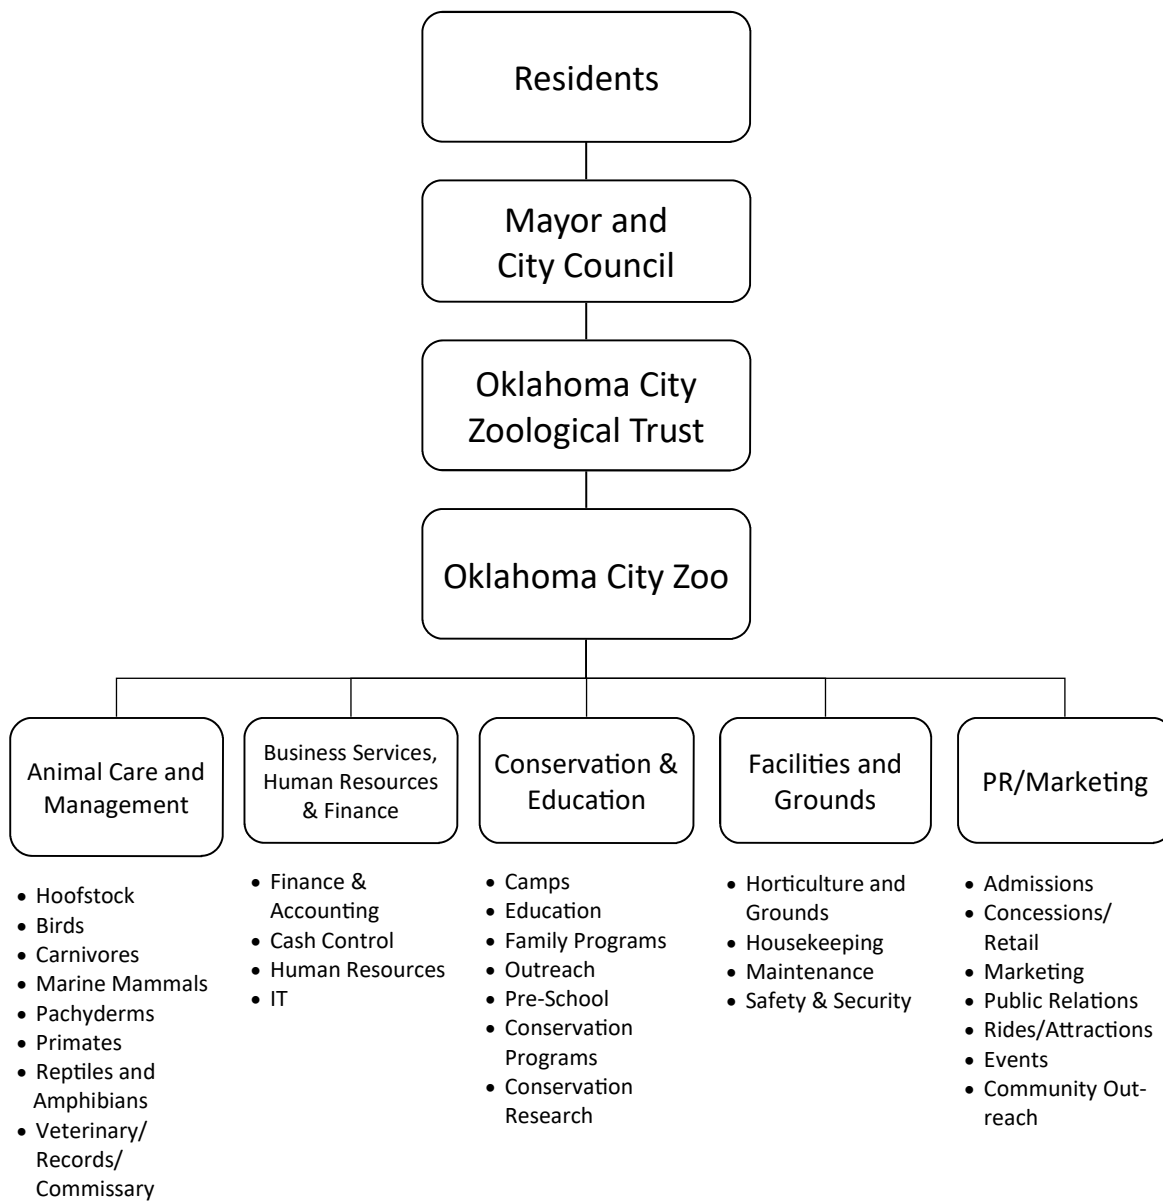 Residents
Mayor and
City Council
Oklahoma City
Zoological Trust
Oklahoma City Zoo
Animal Care and
Management
• Hoofstock
• Birds
• Carnivores
• Marine Mammals
• Pachyderms
• Primates
• Reptiles and
Amphibians
• Veterinary/
Records/
Commissary
Business Services,
Human Resources
& Finance
• Finance &
Accounting
• Cash Control
• Human Resources
• IT
Conservation &
Education
• Camps
• Education
• Family Programs
• Outreach
• Pre-School
• Conservation
Programs
• Conservation
Research
Facilities and
Grounds
• Horticulture and
Grounds
• Housekeeping
• Maintenance
• Safety & Security
PR/Marketing
• Admissions
• Concessions/
Retail
• Marketing
• Public Relations
• Rides/Attractions
• Events
• Community Out-
reach